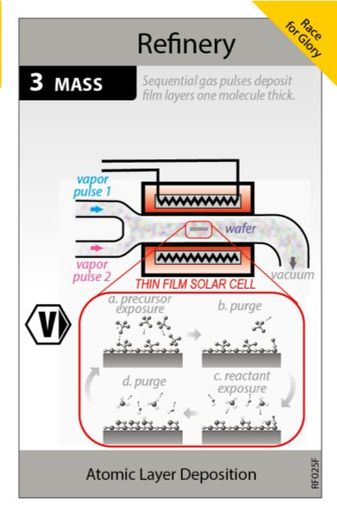 Race
for Glory
Refinery
3 MASS
Sequential gas pulses deposit
film layers one molecule thick.
vapor
pulse 1
wafer
vapor
pulse 2
vacuum
THIN FILM SOLAR CELL
a. precursor
exposure
b. purge
V
d. purge
c. reactant
exposure
Atomic Layer Deposition
RF025F